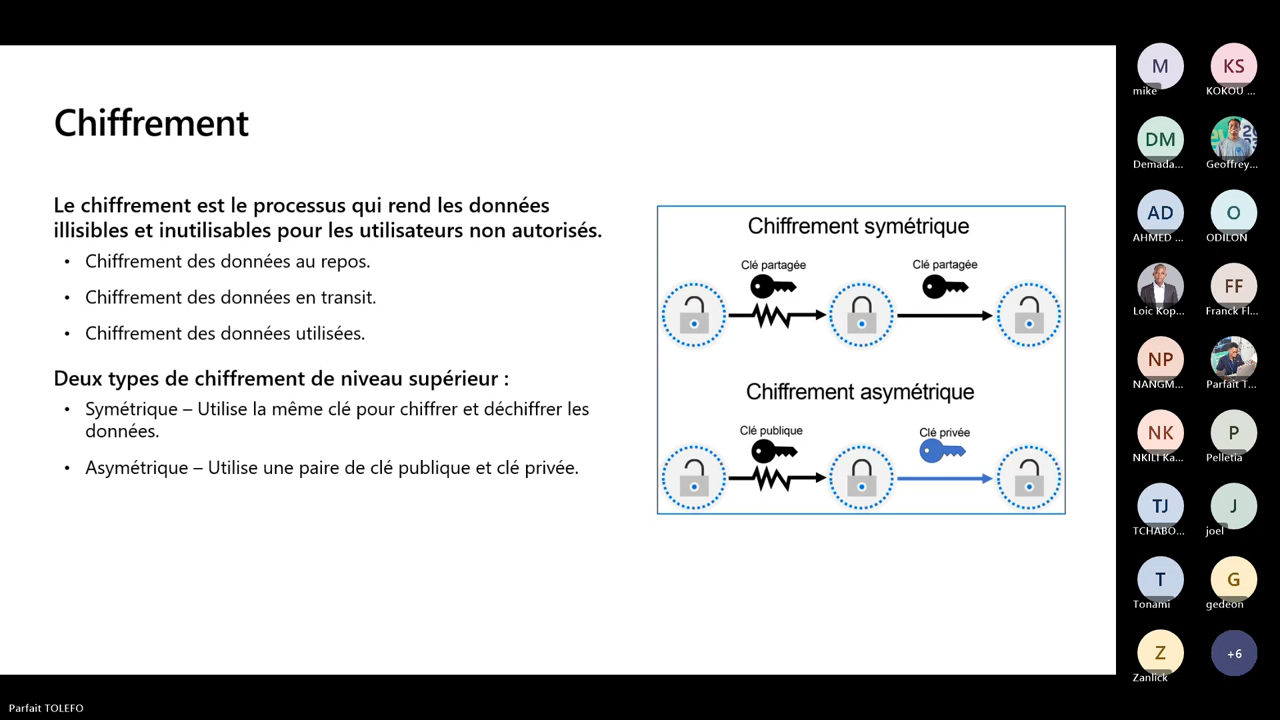 Chiffrement
Le chiffrement est le processus qui rend les données
illisibles et inutilisables pour les utilisateurs non autorisés.
• Chiffrement des données au repos.
• Chiffrement des données en transit.
• Chiffrement des données utilisées.
Deux types de chiffrement de niveau supérieur :
• Symétrique – Utilise la même clé pour chiffrer et déchiffrer les
données.
• Asymétrique – Utilise une paire de clé publique et clé privée.
Chiffrement symétrique
Clé partagée
Clé partagée
Chiffrement asymétrique
Clé publique
Clé privée
M
mike
KS
KOKOU ...
DM
Demada...
Geoffrey...
AD
AHMED ...
O
ODILON
Loic Kop...
FF
Franck Fl...
NP
NANGM...
Parfait T...
NK
NKILI Ka...
P
Pelletia
TJ
TCHABO...
J
joel
T
Tonami
G
gedeon
Z
Zanlick
+6
Parfait TOLEFO